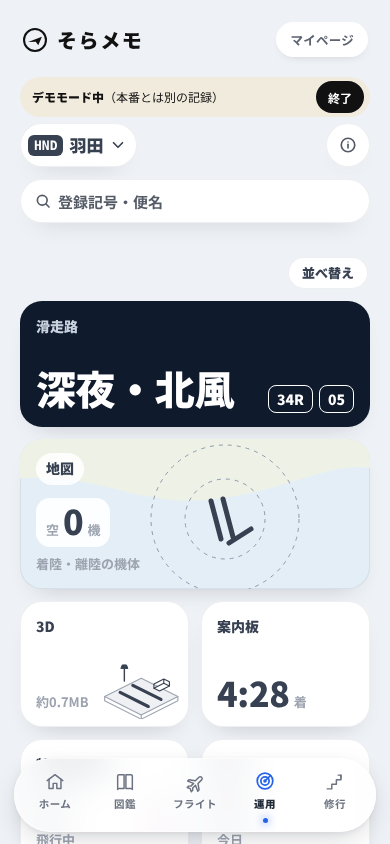 そらメモ
マイページ
デモモード中（本番とは別の記録）
終了
HND 羽田
登録記号・便名
並べ替え
滑走路
深夜・北風
34R 05
地図
空 0 機
着陸・離陸の機体
3D
約0.7MB
案内板
4:28 着
ホーム
図鑑
フライト
運用
修行
飛行中
今日